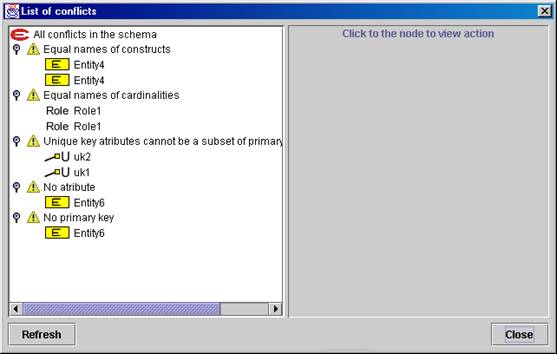 List of conflicts
All conflicts in the schema
Click to the node to view action
Equal names of constructs
E Entity4
E Entity4
Equal names of cardinalities
Role Role1
Role Role1
Unique key atributes cannot be a subset of primary
U uk2
U uk1
No atribute
E Entity6
No primary key
E Entity6
Refresh
Close